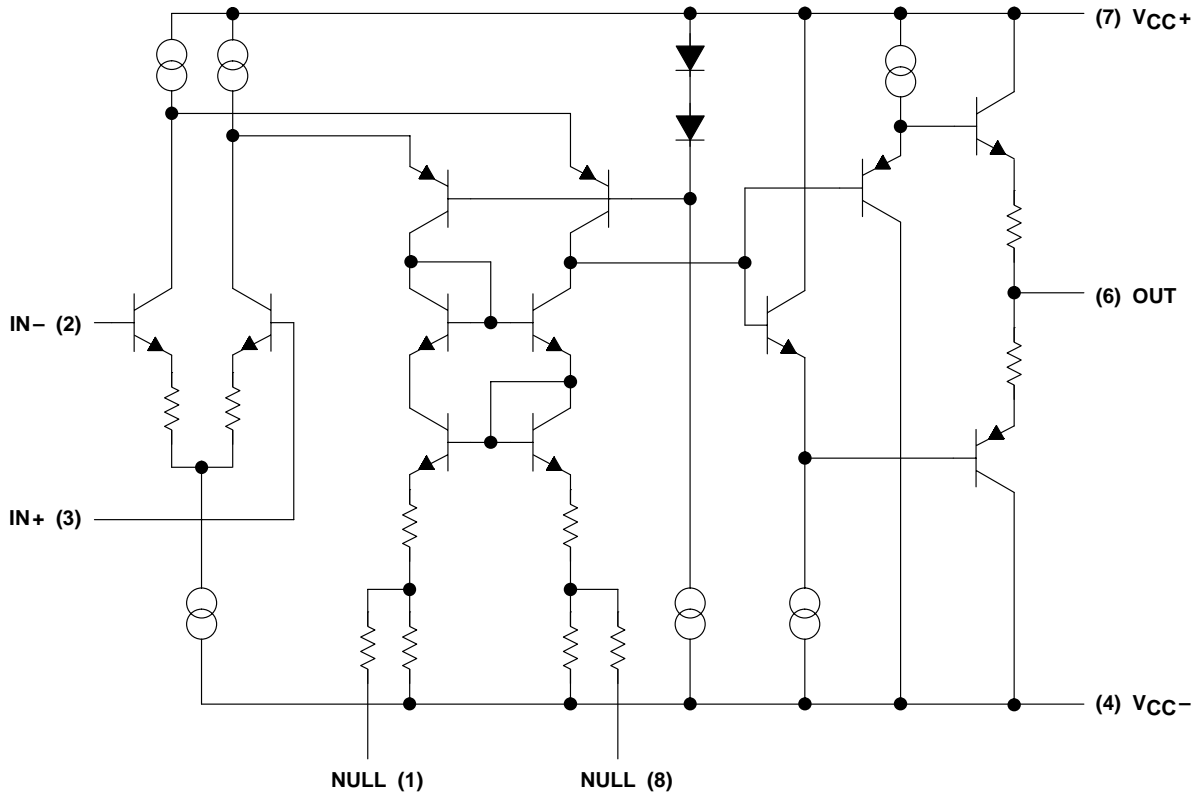 (7) VCC+
IN− (2)
(6) OUT
IN+ (3)
(4) VCC−
NULL (1)
NULL (8)